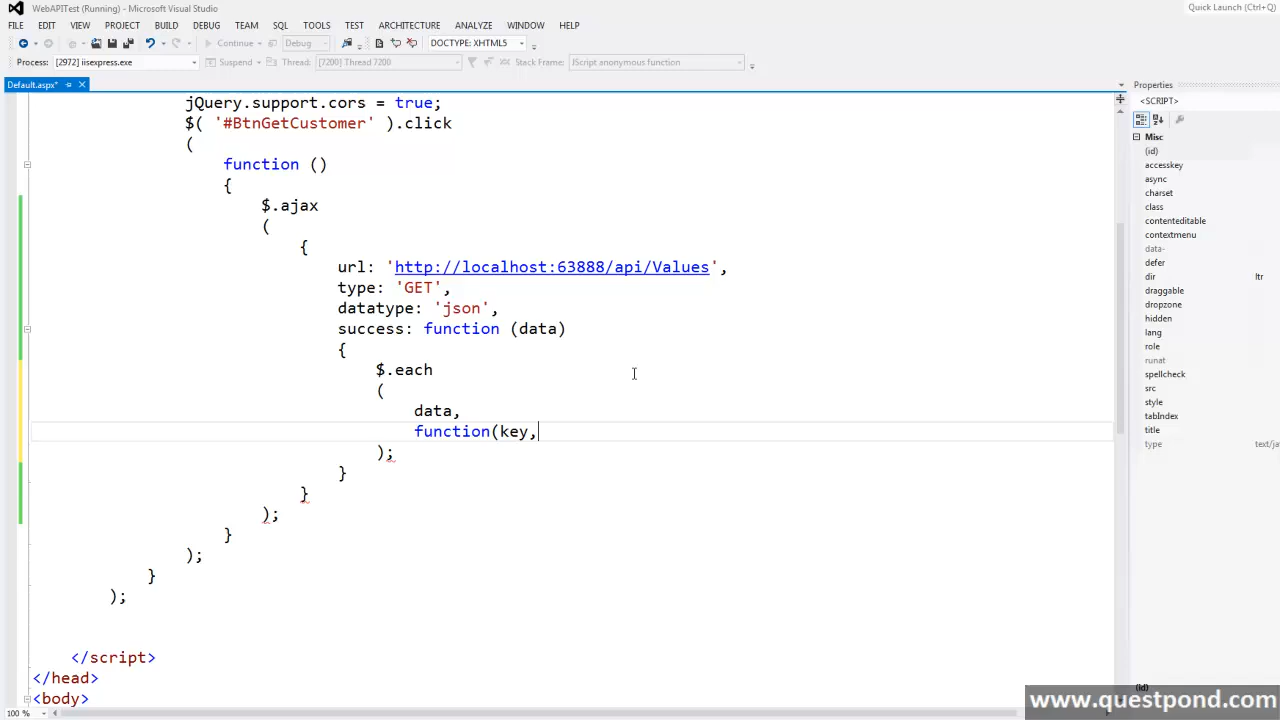 WebAPITest (Running) - Microsoft Visual Studio
Quick Launch (Ctrl+Q)
FILE EDIT VIEW PROJECT BUILD DEBUG TEAM SQL TOOLS TEST ARCHITECTURE ANALYZE WINDOW HELP
Continue Debug DOCTYPE: XHTML5
Process: [2972] iisexpress.exe Suspend Thread: [7200] Thread 7200 Stack Frame: JScript anonymous function
Default.aspx*
jQuery.support.cors = true;
$( '#BtnGetCustomer' ).click
(
function ()
{
$.ajax
(
{
url: 'http://localhost:63888/api/Values',
type: 'GET',
datatype: 'json',
success: function (data)
{
$.each
(
data,
function(key,
);
}
}
);
}
);
}
);
</script>
</head>
<body>
100 %
Properties
<SCRIPT>
Misc
(id)
accesskey
async
charset
class
contenteditable
contextmenu
data-
defer
dir ltr
draggable
dropzone
hidden
lang
role
runat
spellcheck
src
style
tabIndex
title
type text/ja
(id)
www.questpond.com